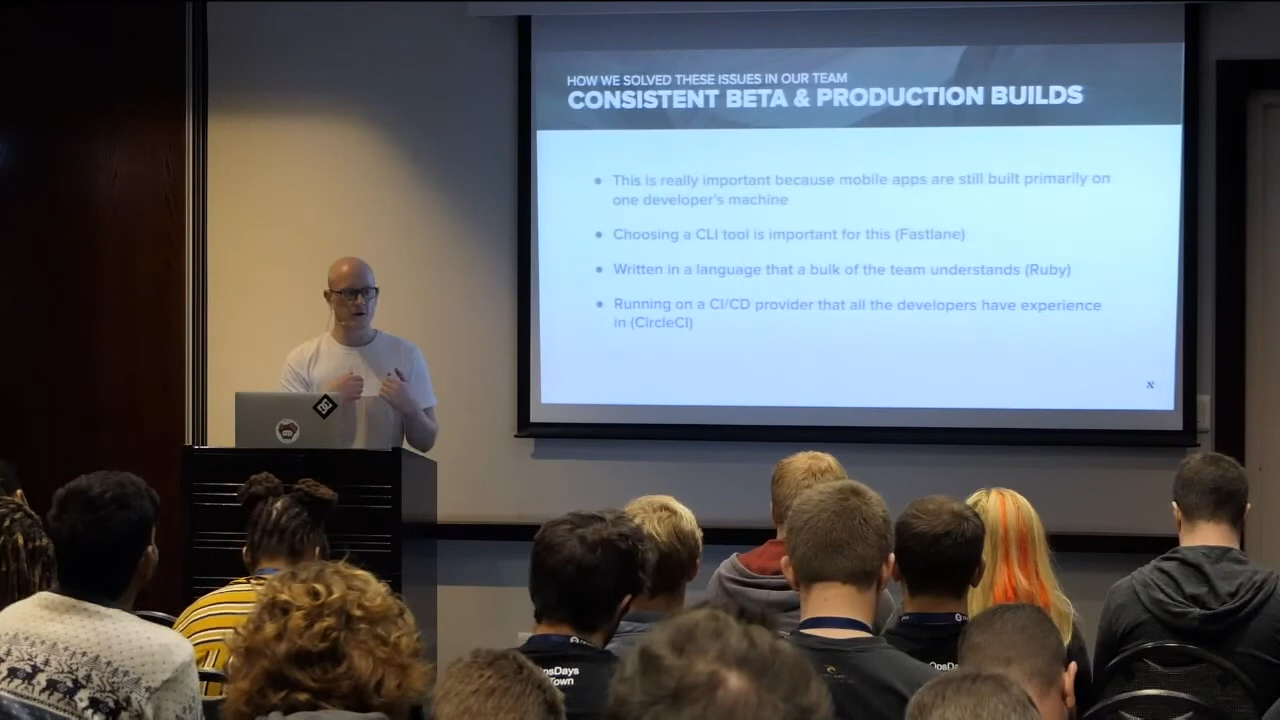 HOW WE SOLVED THESE ISSUES IN OUR TEAM
CONSISTENT BETA & PRODUCTION BUILDS
• This is really important because mobile apps are still built primarily on
one developer's machine
• Choosing a CLI tool is important for this (Fastlane)
• Written in a language that a bulk of the team understands (Ruby)
• Running on a CI/CD provider that all the developers have experience
in (CircleCI)
psDays
Town
OpsDays